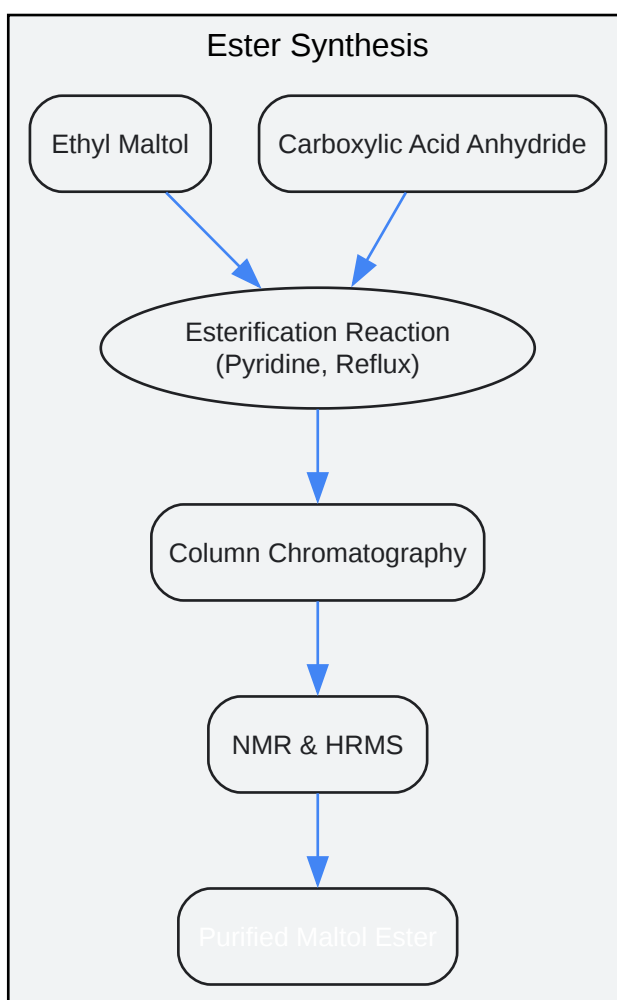 Ester Synthesis
Ethyl Maltol
Carboxylic Acid Anhydride
Esterification Reaction
(Pyridine, Reflux)
Column Chromatography
NMR & HRMS
Purified Maltol Ester